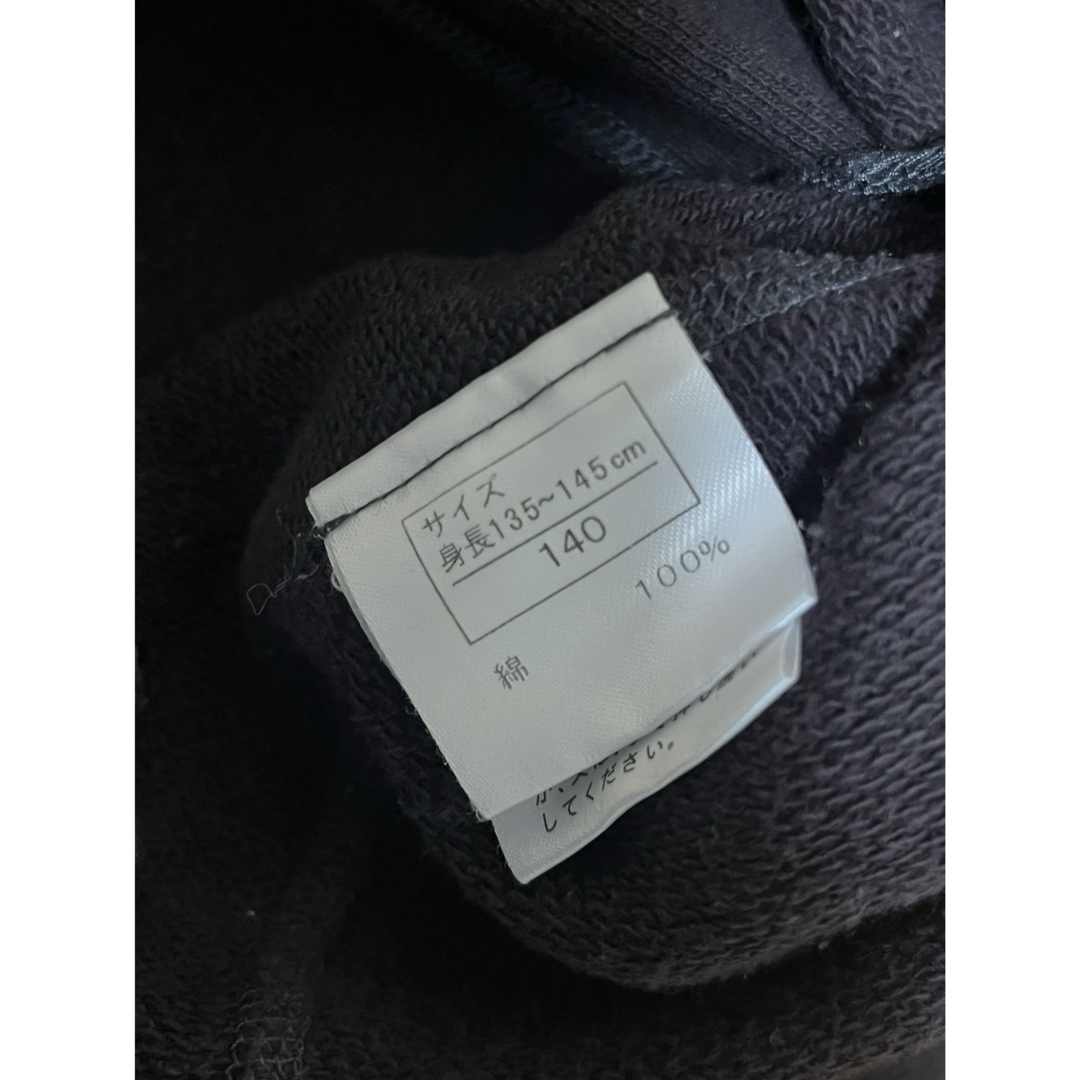 サイズ
身長135~145cm
140
綿 100%
してください。